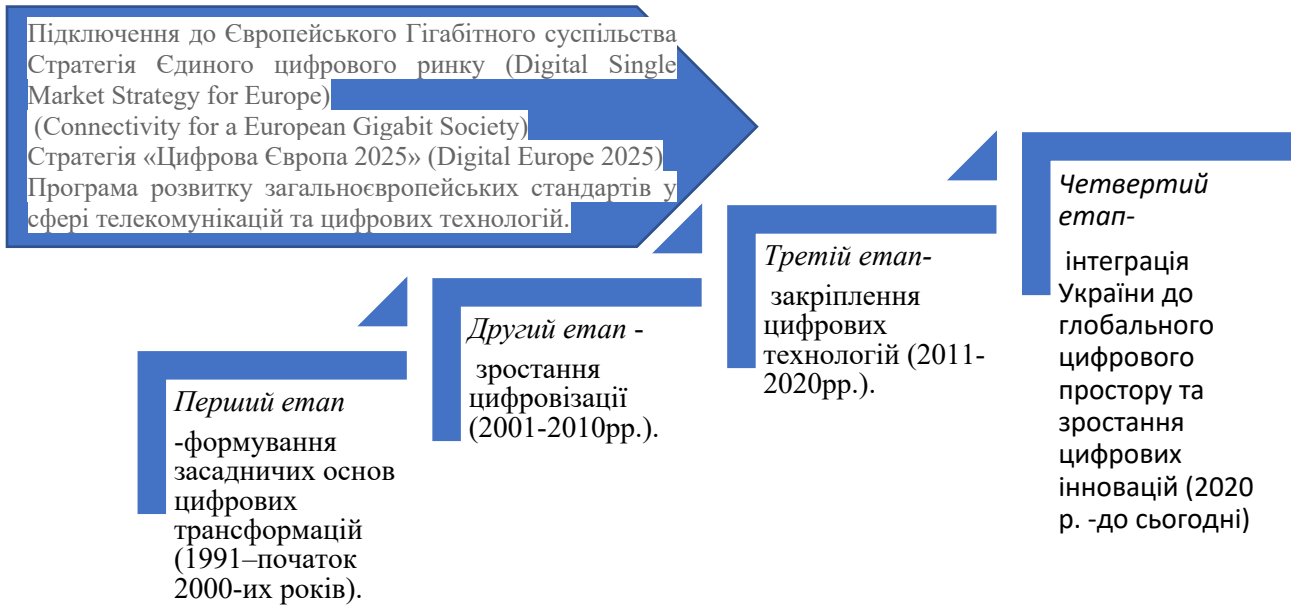 Підключення до Європейського Гігабітного суспільства
Стратегія Єдиного цифрового ринку (Digital Single
Market Strategy for Europe)
(Connectivity for a European Gigabit Society)
Стратегія «Цифрова Європа 2025» (Digital Europe 2025)
Програма розвитку загальноєвропейських стандартів у
сфері телекомунікацій та цифрових технологій.
Перший етап
-формування
засадничих основ
цифрових
трансформацій
(1991–початок
2000-их років).
Другий етап -
зростання
цифровізації
(2001-2010рр.).
Третій етап-
закріплення
цифрових
технологій (2011-
2020рр.).
Четвертий
етап-
інтеграція
України до
глобального
цифрового
простору та
зростання
цифрових
інновацій (2020
р. -до сьогодні)